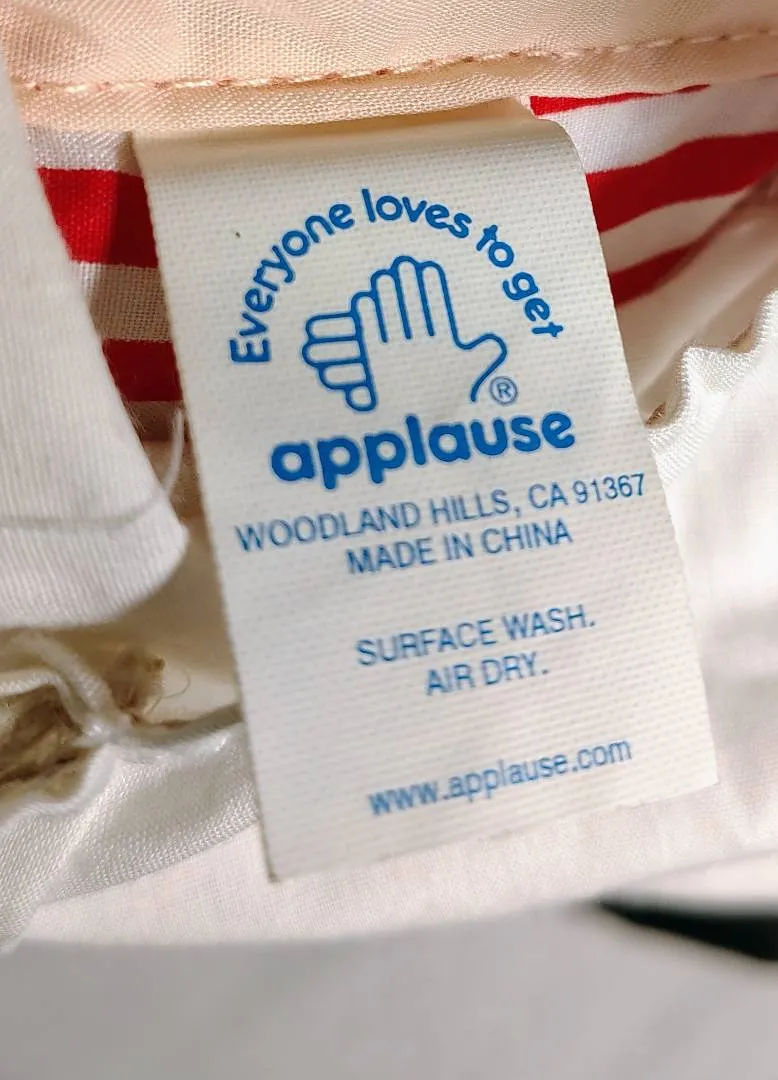 Everyone loves to get
®
applause
WOODLAND HILLS, CA 91367
MADE IN CHINA
SURFACE WASH.
AIR DRY.
www.applause.com